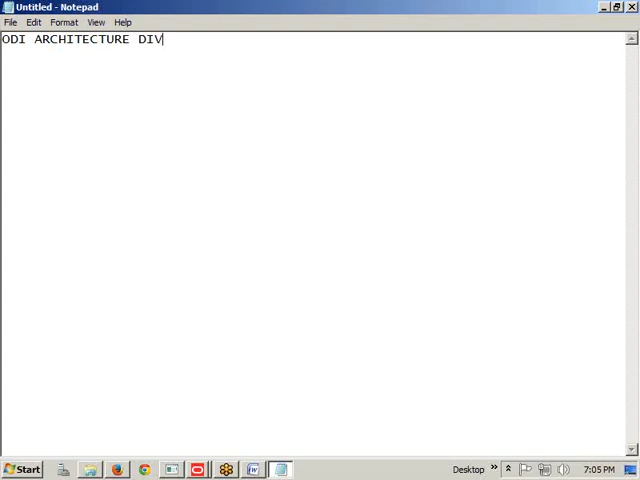 Untitled - Notepad
File Edit Format View Help
ODI ARCHITECTURE DIV
Start
Desktop
7:05 PM